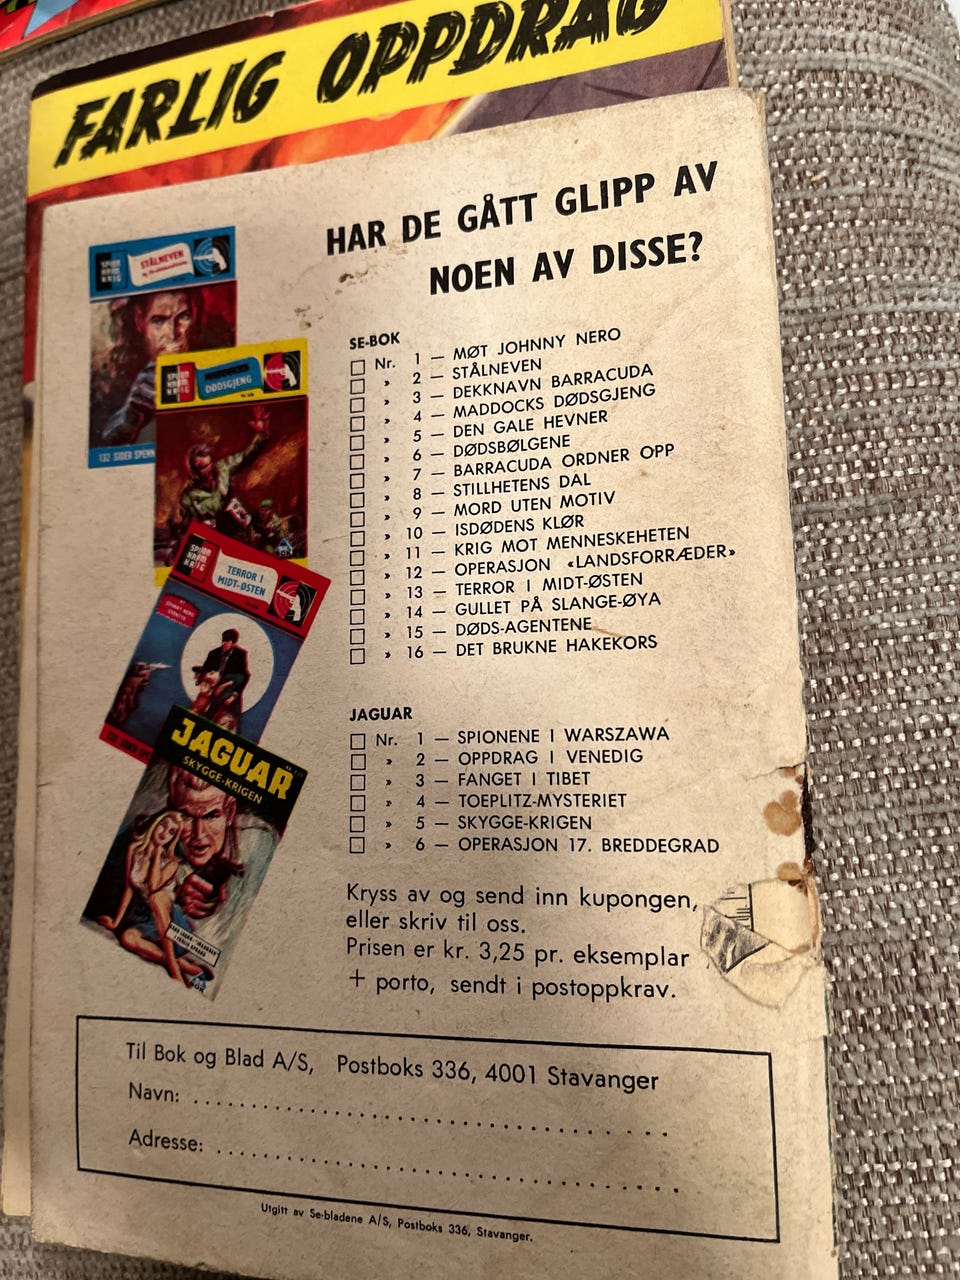 FARLIG OPPDRAG
HAR DE GÅTT GLIPP AV
NOEN AV DISSE?
STÅLNEVEN
132 SIDER SPENN
DØDSGJENG
TERROR I
MIDT-ØSTEN
JAGUAR
SKYGGE-KRIGEN
SE-BOK
Nr. 1 — MØT JOHNNY NERO
» 2 — STÅLNEVEN
» 3 — DEKKNAVN BARRACUDA
» 4 — MADDOCKS DØDSGJENG
» 5 — DEN GALE HEVNER
» 6 — DØDSBØLGENE
» 7 — BARRACUDA ORDNER OPP
» 8 — STILLHETENS DAL
» 9 — MORD UTEN MOTIV
» 10 — ISDØDENS KLØR
» 11 — KRIG MOT MENNESKEHETEN
» 12 — OPERASJON «LANDSFORRÆDER»
» 13 — TERROR I MIDT-ØSTEN
» 14 — GULLET PÅ SLANGE-ØYA
» 15 — DØDS-AGENTENE
» 16 — DET BRUKNE HAKEKORS
JAGUAR
Nr. 1 — SPIONENE I WARSZAWA
» 2 — OPPDRAG I VENEDIG
» 3 — FANGET I TIBET
» 4 — TOEPLITZ-MYSTERIET
» 5 — SKYGGE-KRIGEN
» 6 — OPERASJON 17. BREDDEGRAD
Kryss av og send inn kupongen,
eller skriv til oss.
Prisen er kr. 3,25 pr. eksemplar
+ porto, sendt i postoppkrav.
Til Bok og Blad A/S, Postboks 336, 4001 Stavanger
Navn:
Adresse:
Utgitt av Se-bladene A/S, Postboks 336, Stavanger.